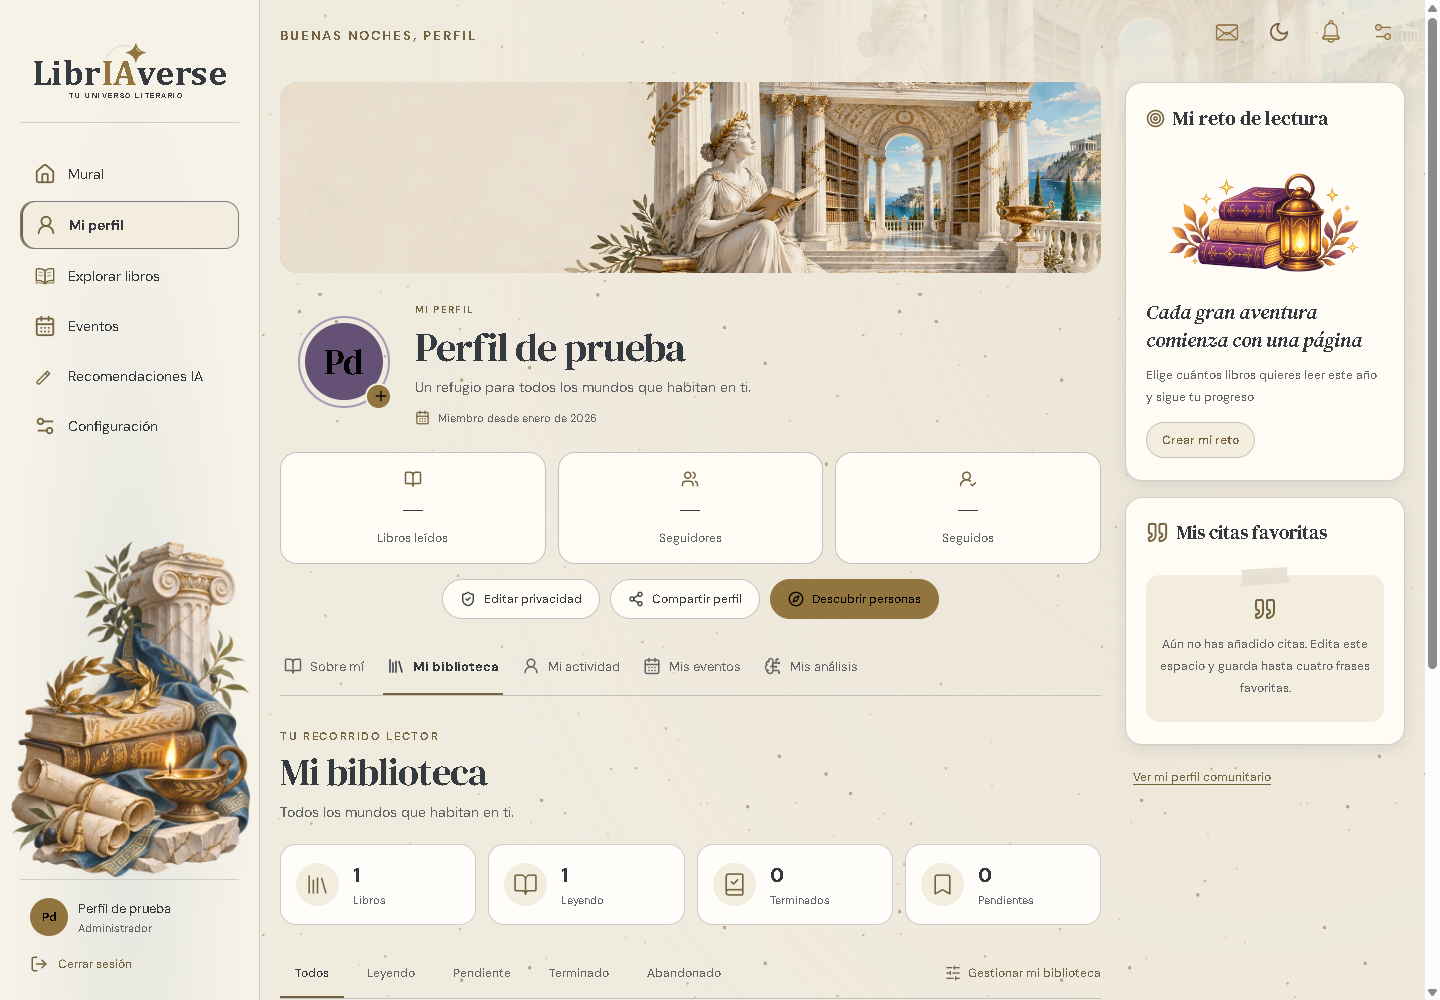 LibrIAverse
TU UNIVERSO LITERARIO
Mural
Mi perfil
Explorar libros
Eventos
Recomendaciones IA
Configuración
Pd
Perfil de prueba
Administrador
Cerrar sesión
BUENAS NOCHES, PERFIL
Pd
MI PERFIL
Perfil de prueba
Un refugio para todos los mundos que habitan en ti.
Miembro desde enero de 2026
—
Libros leídos
—
Seguidores
—
Seguidos
Editar privacidad
Compartir perfil
Descubrir personas
Sobre mí
Mi biblioteca
Mi actividad
Mis eventos
Mis análisis
TU RECORRIDO LECTOR
Mi biblioteca
Todos los mundos que habitan en ti.
1
Libros
1
Leyendo
0
Terminados
0
Pendientes
Todos
Leyendo
Pendiente
Terminado
Abandonado
Gestionar mi biblioteca
Mi reto de lectura
Cada gran aventura
comienza con una página
Elige cuántos libros quieres leer este año
y sigue tu progreso
Crear mi reto
Mis citas favoritas
Aún no has añadido citas. Edita este
espacio y guarda hasta cuatro frases
favoritas.
Ver mi perfil comunitario